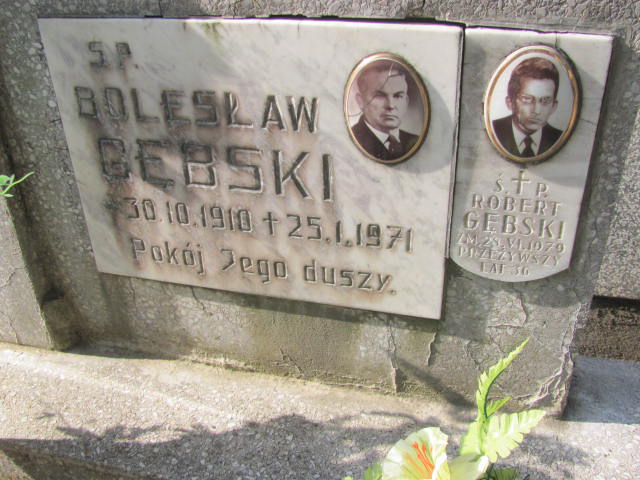 Ś.P.
BOLESŁAW
GĘBSKI
*30.10.1910 + 25.1.1971
Pokój Jego duszy.
Ś. + P.
ROBERT
GĘBSKI
ZM. 28.VI.1979
PRZEŻYWSZY
LAT 36